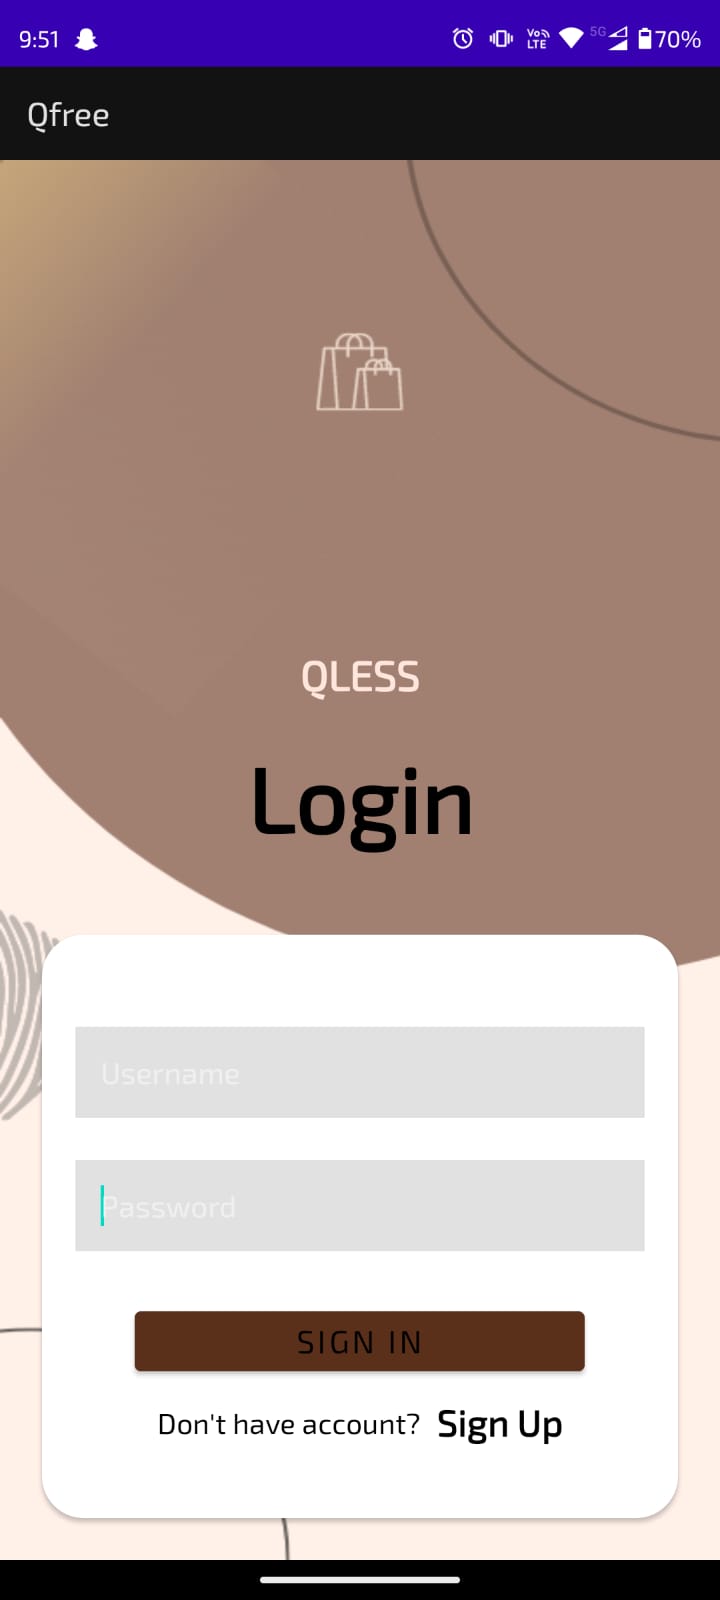 9:51 Vo LTE 5G 70%
Qfree
QLESS
Login
Username
Password
SIGN IN
Don't have account? Sign Up